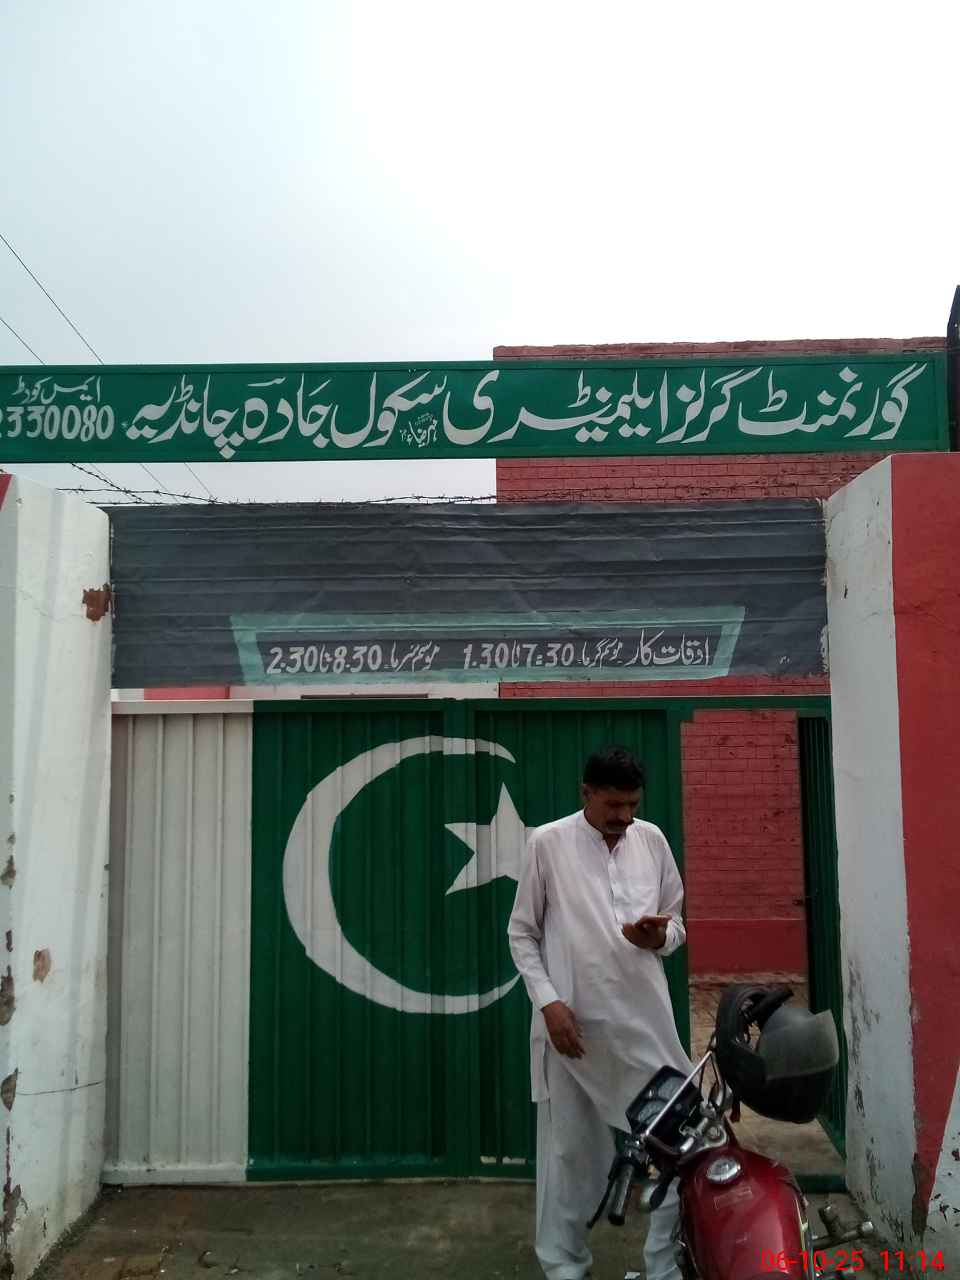 گورنمنٹ گرلز ایلیمنٹری سکول جادہ چانڈیہ
ایمس کوڈ
330080
اوقات کار موسم گرما۔ 7:30 تا 1.30 موسم سرما۔ 8.30 تا 2.30
06-10-25 11:14